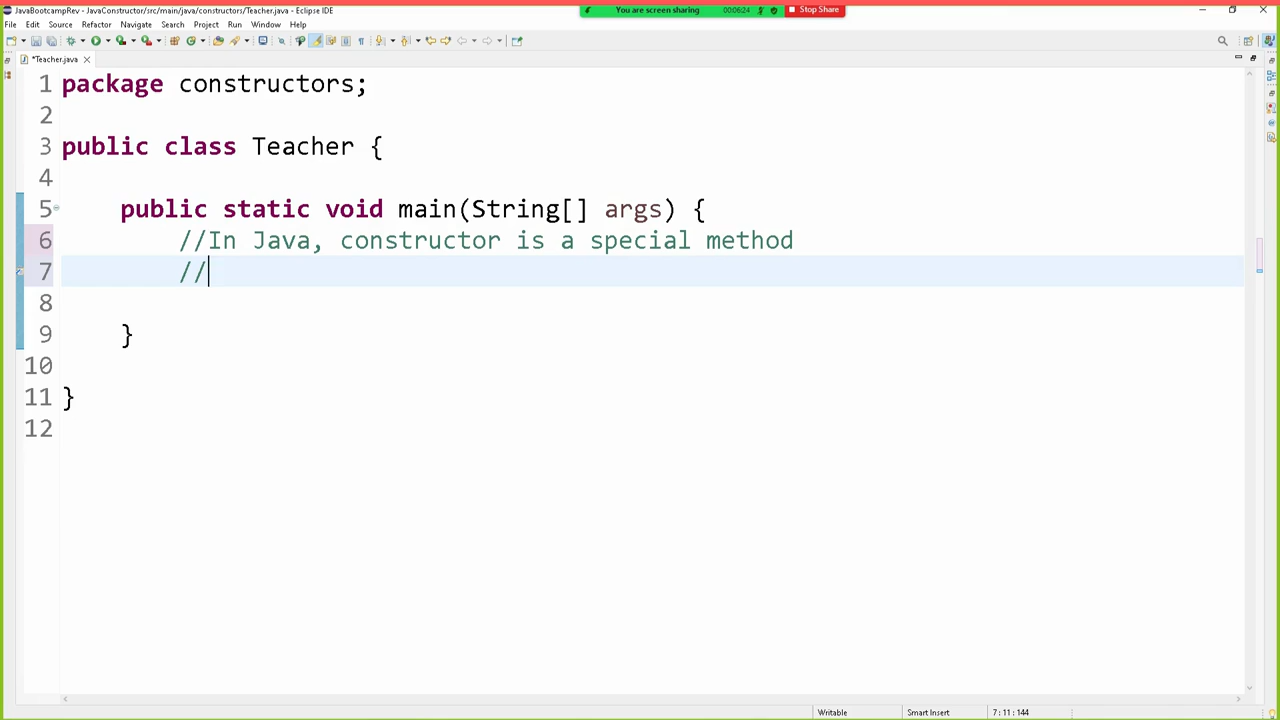 JavaBootcampRev - JavaConstructor/src/main/java/constructors/Teacher.java - Eclipse IDE
You are screen sharing
00:06:24
Stop Share
File Edit Source Refactor Navigate Search Project Run Window Help
*Teacher.java
1 package constructors;
2
3 public class Teacher {
4
5 public static void main(String[] args) {
6 //In Java, constructor is a special method
7 //
8
9 }
10
11 }
12
Writable Smart Insert 7 : 11 : 144